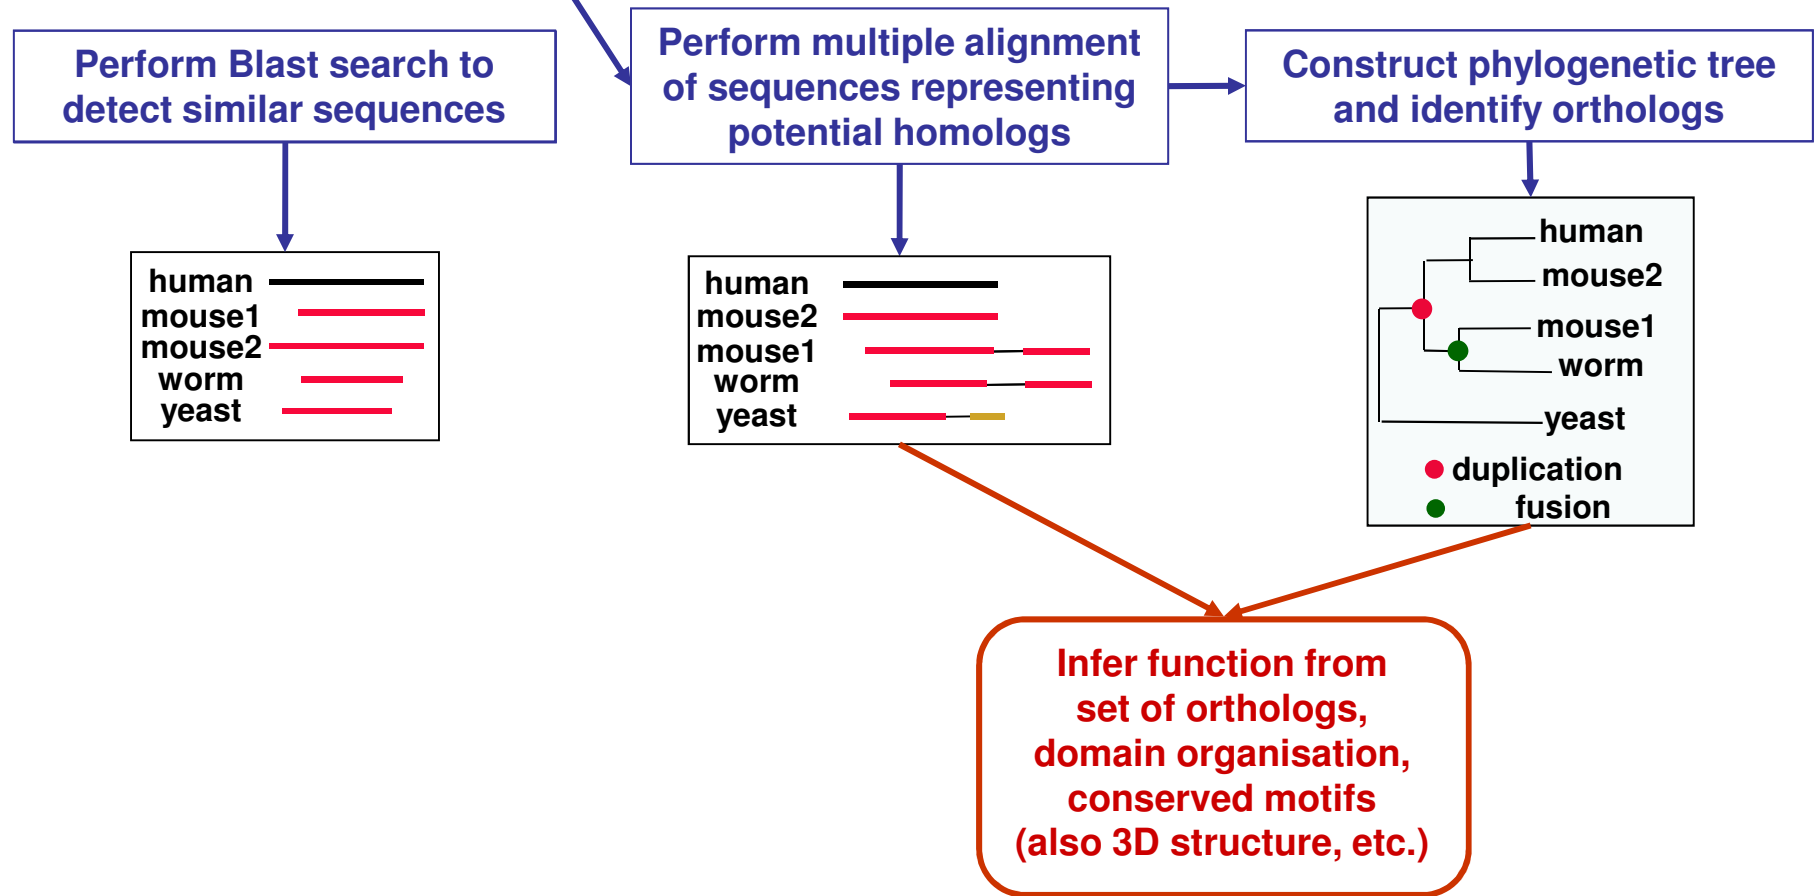 Perform Blast search to
detect similar sequences
Perform multiple alignment
of sequences representing
potential homologs
Construct phylogenetic tree
and identify orthologs
human
mouse1
mouse2
worm
yeast
human
mouse2
mouse1
worm
yeast
human
mouse2
mouse1
worm
yeast
duplication
fusion
Infer function from
set of orthologs,
domain organisation,
conserved motifs
(also 3D structure, etc.)